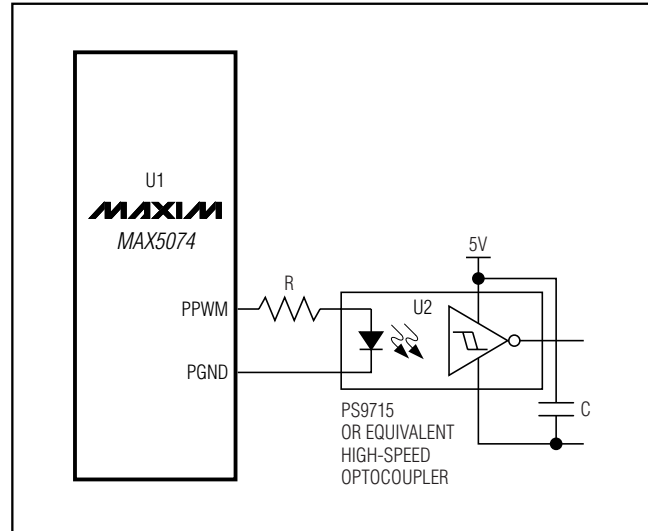 U1
MAXIM
MAX5074
5V
R
PPWM
U2
PGND
C
PS9715
OR EQUIVALENT
HIGH-SPEED
OPTOCOUPLER